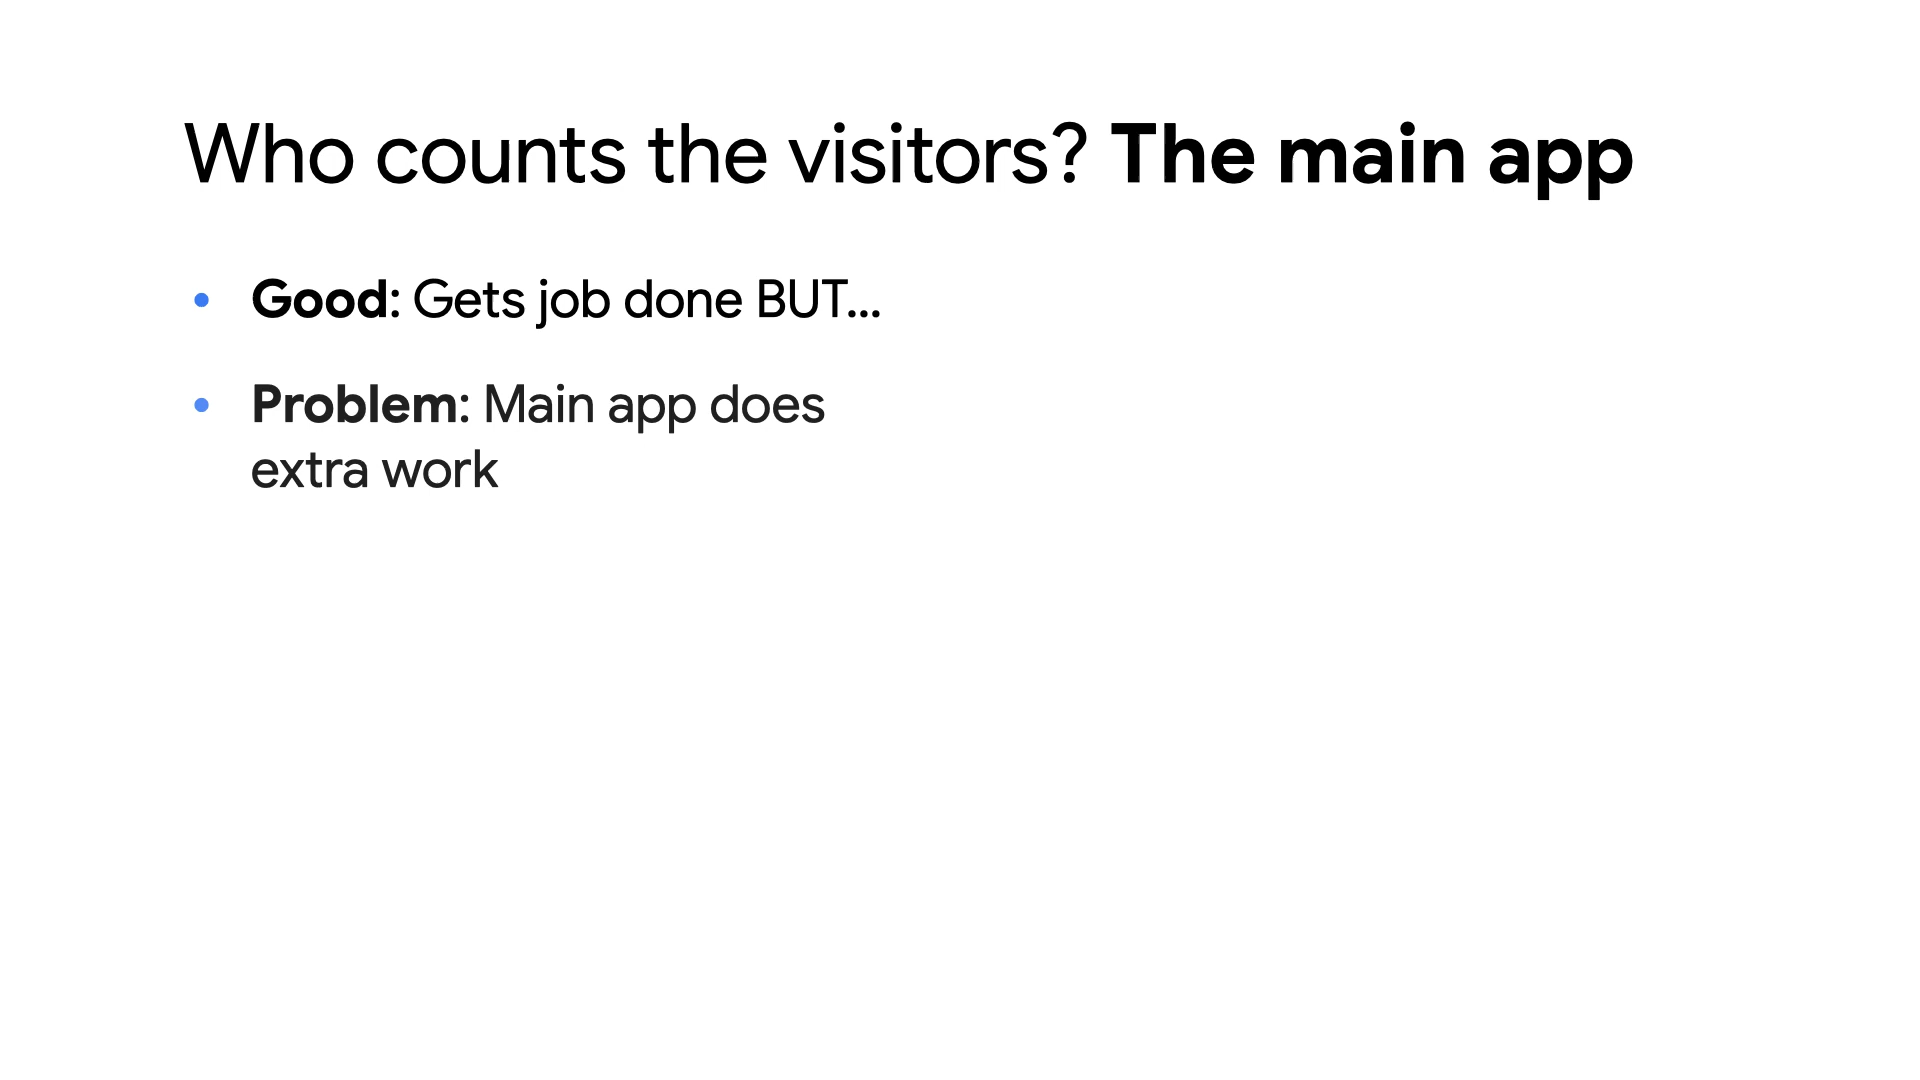 Who counts the visitors? The main app
• Good: Gets job done BUT...
• Problem: Main app does
extra work